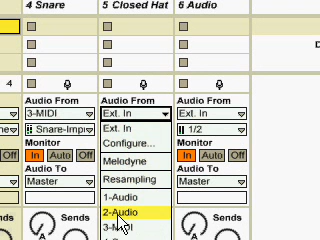 4 Snare 5 Closed Hat 6 Audio
4
Audio From Audio From Audio From
3-MIDI Ext. In Ext. In
Snare-Impu Ext. In 1/2
Monitor Configure... Monitor
In Auto Off Melodyne In Auto Off
Audio To Resampling Audio To
Master Master
1-Audio
2-Audio
Sends Sends
A A